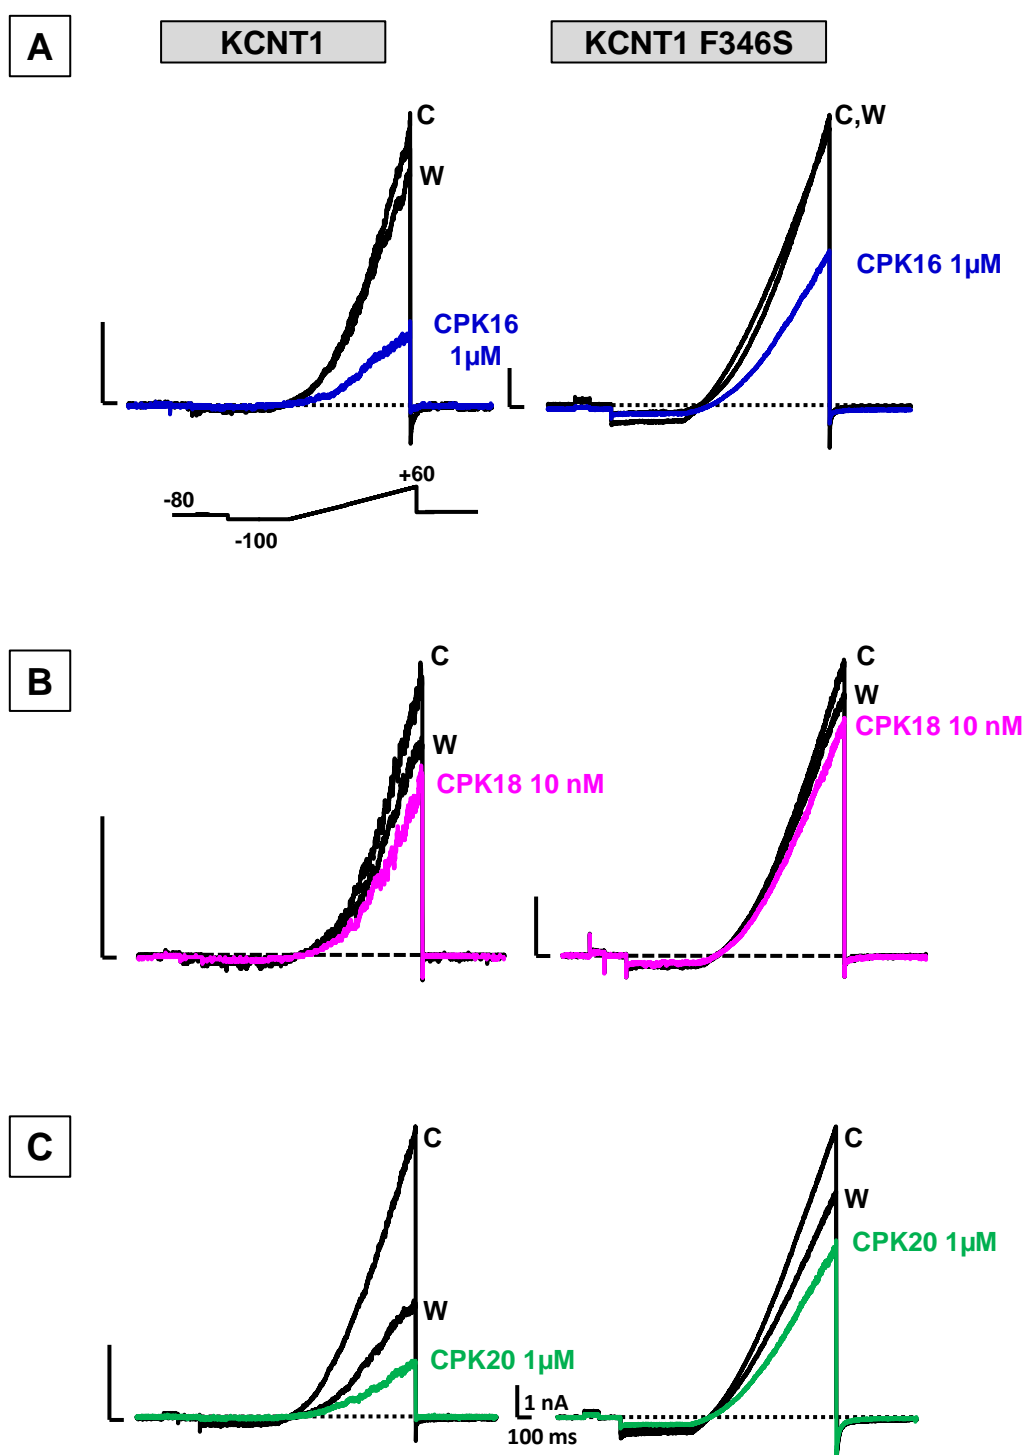 A
KCNT1
KCNT1 F346S
C
W
CPK16
1µM
C,W
CPK16 1µM
-80
-100
+60
B
C
W
CPK18 10 nM
C
W
CPK18 10 nM
C
C
W
CPK20 1µM
C
W
CPK20 1µM
1 nA
100 ms